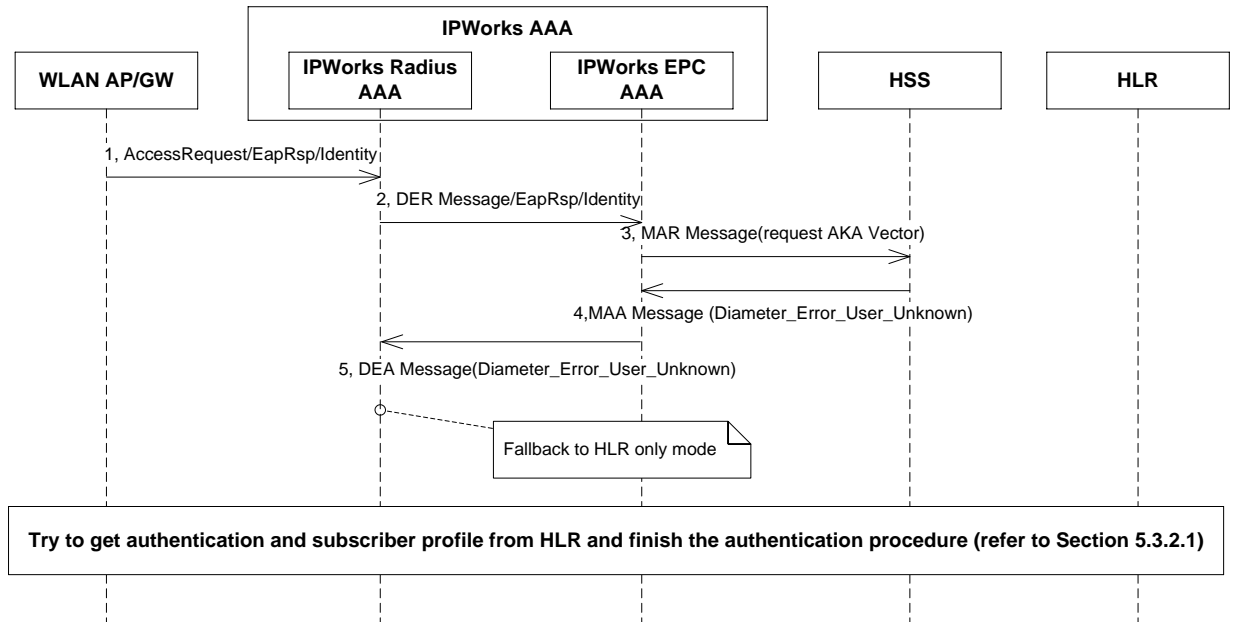 IPWorks AAA
WLAN AP/GW
IPWorks Radius
AAA
IPWorks EPC
AAA
HSS
HLR
1, AccessRequest/EapRsp/Identity
2, DER Message/EapRsp/Identity
3, MAR Message(request AKA Vector)
4,MAA Message (Diameter_Error_User_Unknown)
5, DEA Message(Diameter_Error_User_Unknown)
Fallback to HLR only mode
Try to get authentication and subscriber profile from HLR and finish the authentication procedure (refer to Section 5.3.2.1)